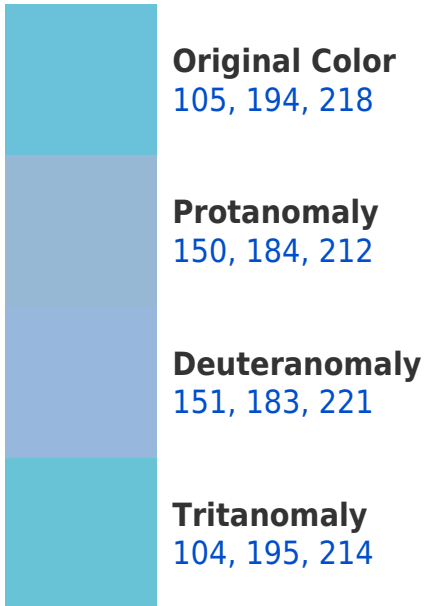 Original Color
105, 194, 218
Protanomaly
150, 184, 212
Deuteranomaly
151, 183, 221
Tritanomaly
104, 195, 214